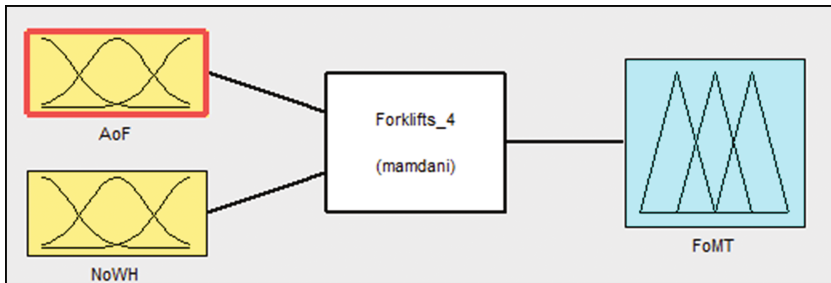 AoF
NoWH
Forklifts_4
(mamdani)
FoMT